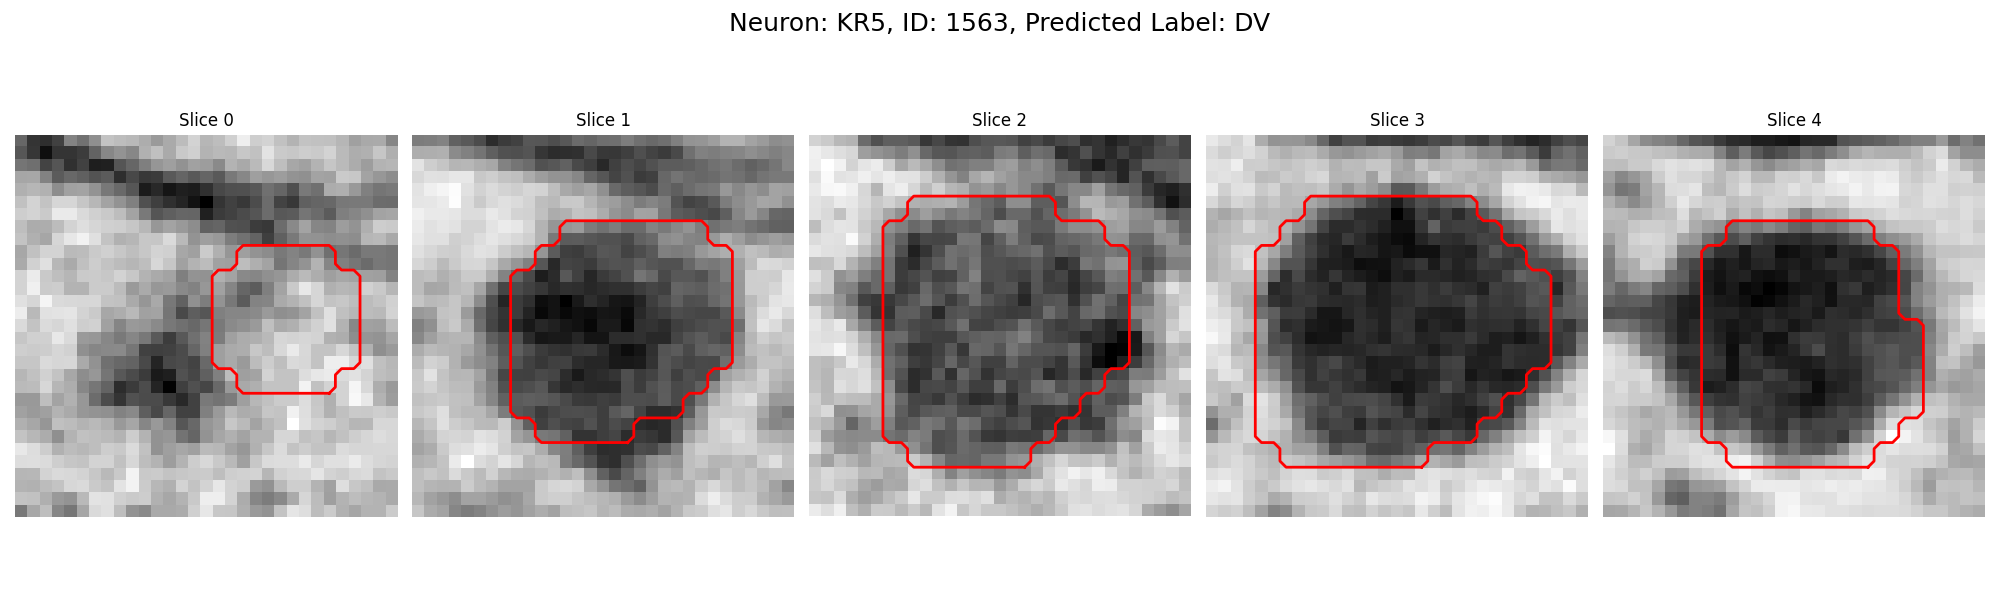 Neuron: KR5, ID: 1563, Predicted Label: DV
Slice 0
Slice 1
Slice 2
Slice 3
Slice 4